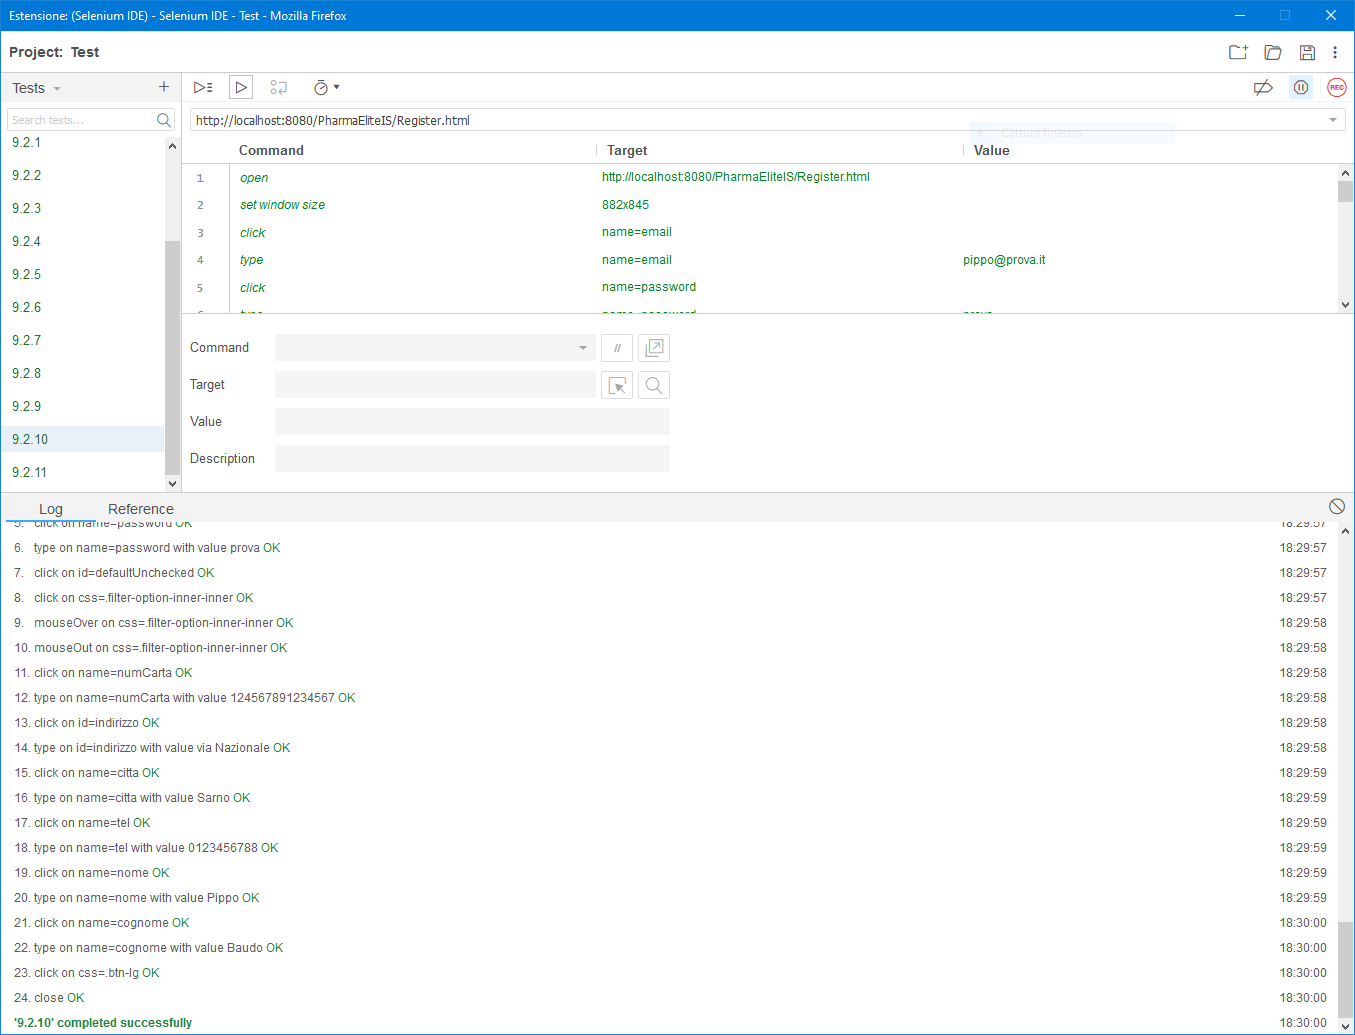 Estensione: (Selenium IDE) - Selenium IDE - Test - Mozilla Firefox
Project: Test
Tests
Search tests...
http://localhost:8080/PharmaEliteIS/Register.html
REC
Cattura finestra
9.2.1
9.2.2
9.2.3
9.2.4
9.2.5
9.2.6
9.2.7
9.2.8
9.2.9
9.2.10
9.2.11
Command Target Value
1 open http://localhost:8080/PharmaEliteIS/Register.html
2 set window size 882x845
3 click name=email
4 type name=email pippo@prova.it
5 click name=password
6 type name=password prova
Command //
Target
Value
Description
Log Reference
5. click on name=password OK 18:29:57
6. type on name=password with value prova OK 18:29:57
7. click on id=defaultUnchecked OK 18:29:57
8. click on css=.filter-option-inner-inner OK 18:29:57
9. mouseOver on css=.filter-option-inner-inner OK 18:29:58
10. mouseOut on css=.filter-option-inner-inner OK 18:29:58
11. click on name=numCarta OK 18:29:58
12. type on name=numCarta with value 124567891234567 OK 18:29:58
13. click on id=indirizzo OK 18:29:58
14. type on id=indirizzo with value via Nazionale OK 18:29:58
15. click on name=citta OK 18:29:59
16. type on name=citta with value Sarno OK 18:29:59
17. click on name=tel OK 18:29:59
18. type on name=tel with value 0123456788 OK 18:29:59
19. click on name=nome OK 18:29:59
20. type on name=nome with value Pippo OK 18:29:59
21. click on name=cognome OK 18:30:00
22. type on name=cognome with value Baudo OK 18:30:00
23. click on css=.btn-lg OK 18:30:00
24. close OK 18:30:00
'9.2.10' completed successfully 18:30:00